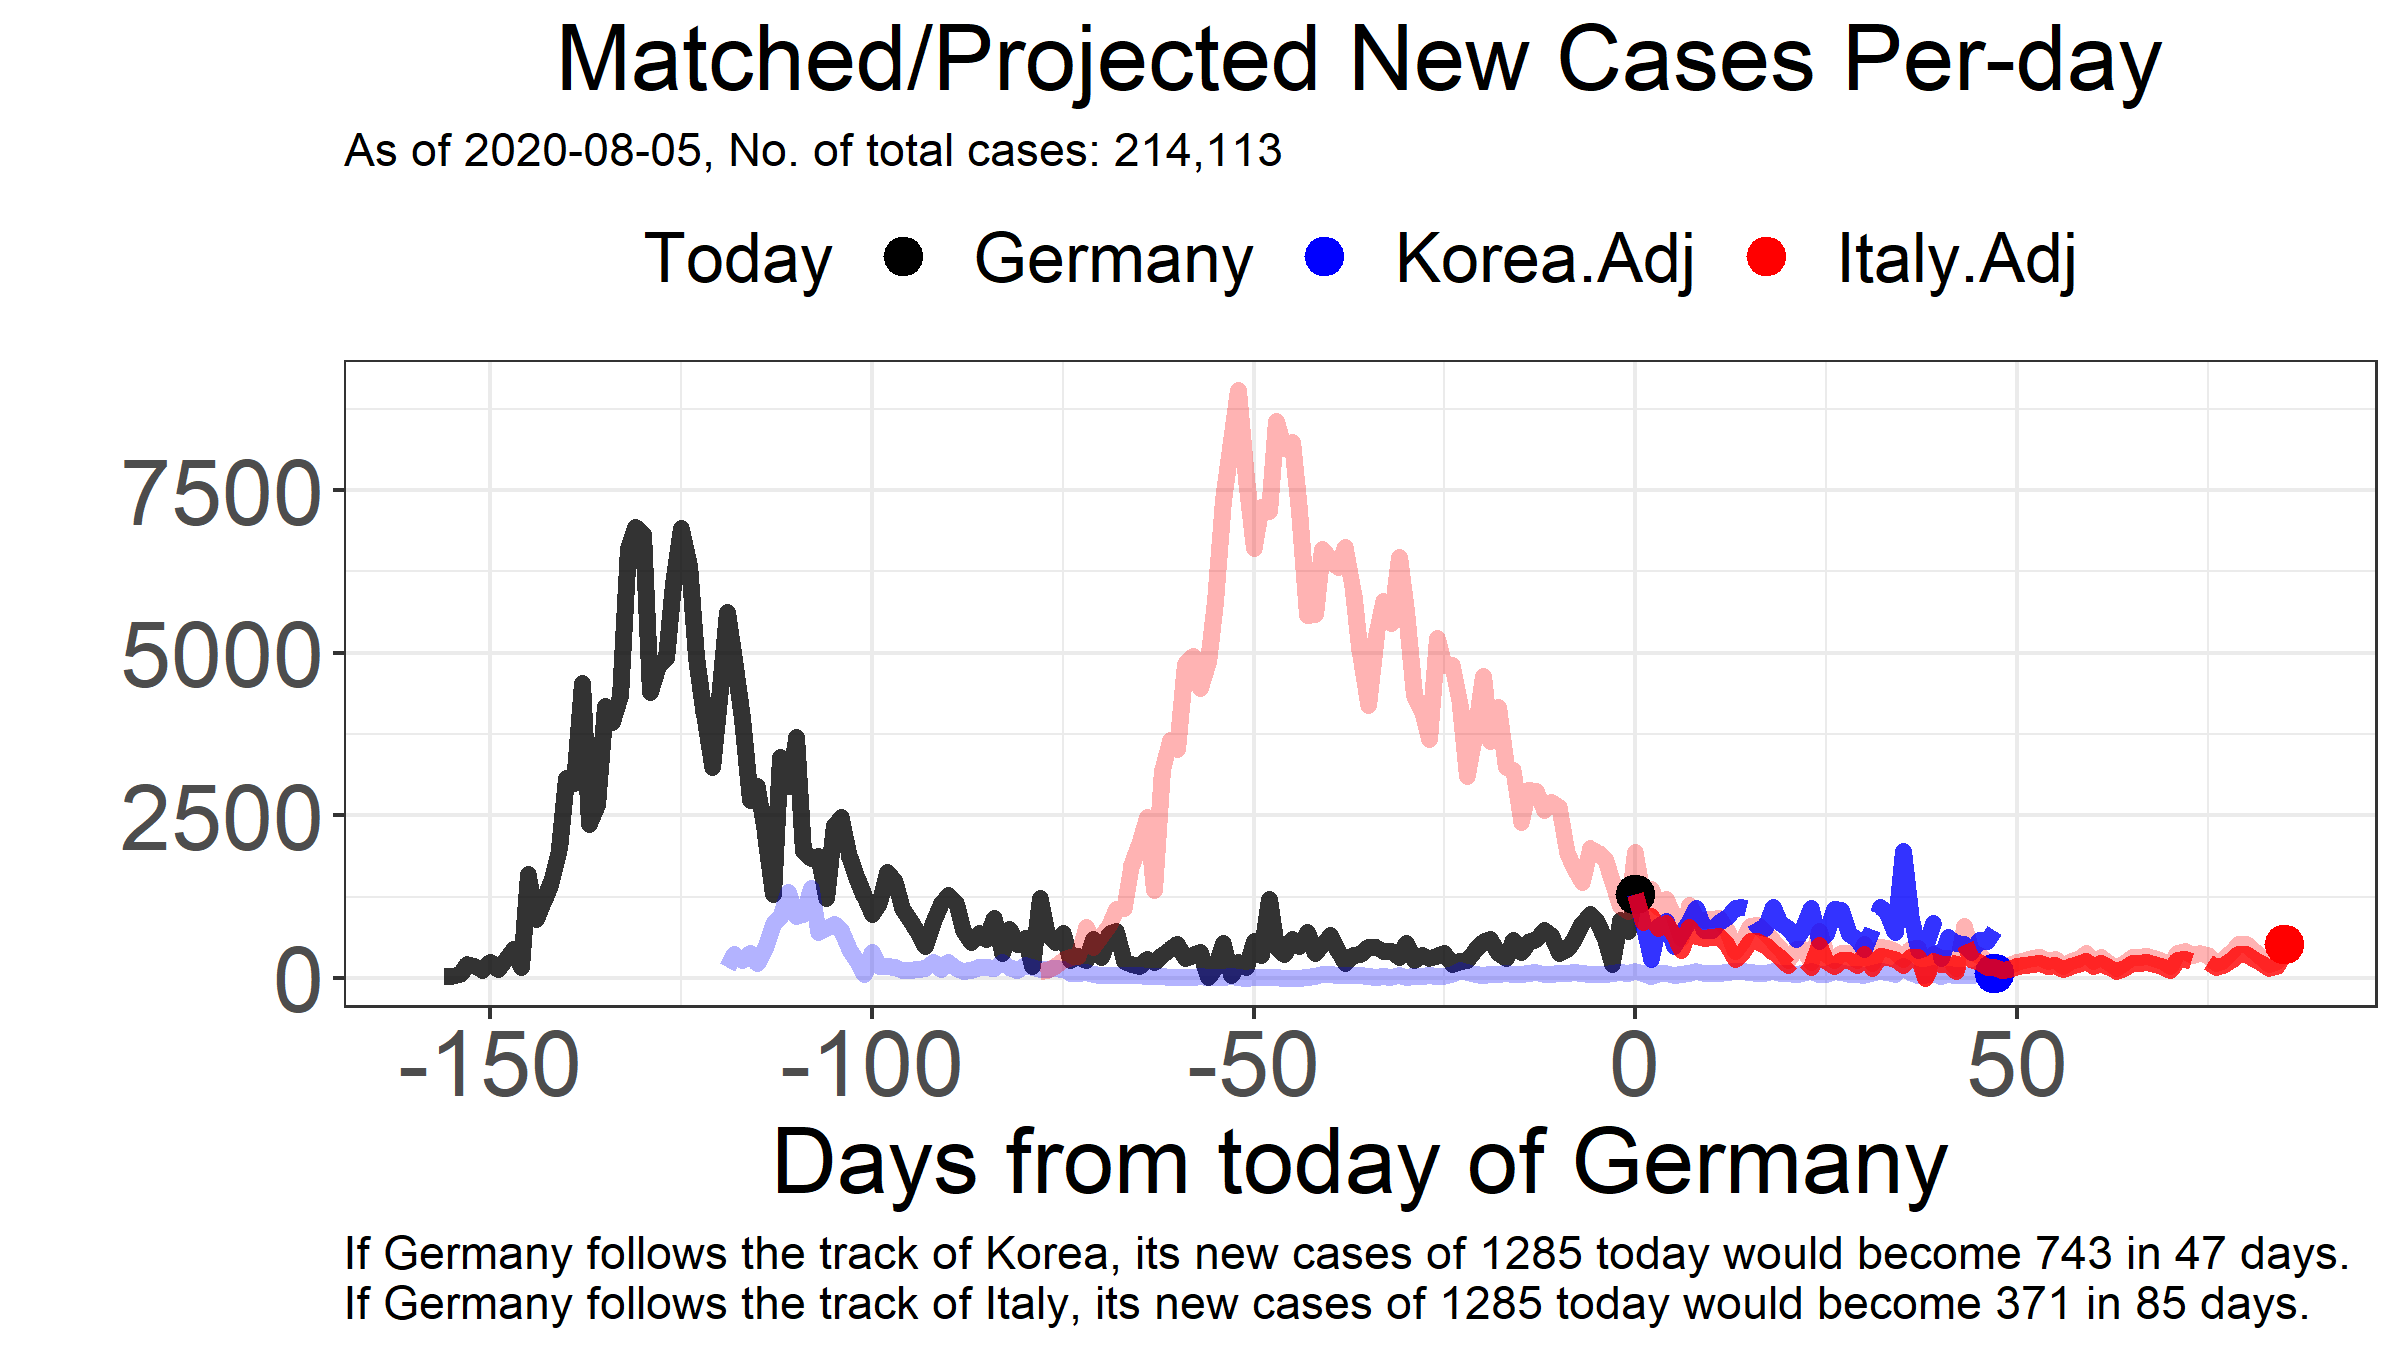 Matched/Projected New Cases Per-day
As of 2020-08-05, No. of total cases: 214,113
Today Germany Korea.Adj Italy.Adj
7500
5000
2500
0
-150 -100 -50 0 50
Days from today of Germany
If Germany follows the track of Korea, its new cases of 1285 today would become 743 in 47 days.
If Germany follows the track of Italy, its new cases of 1285 today would become 371 in 85 days.